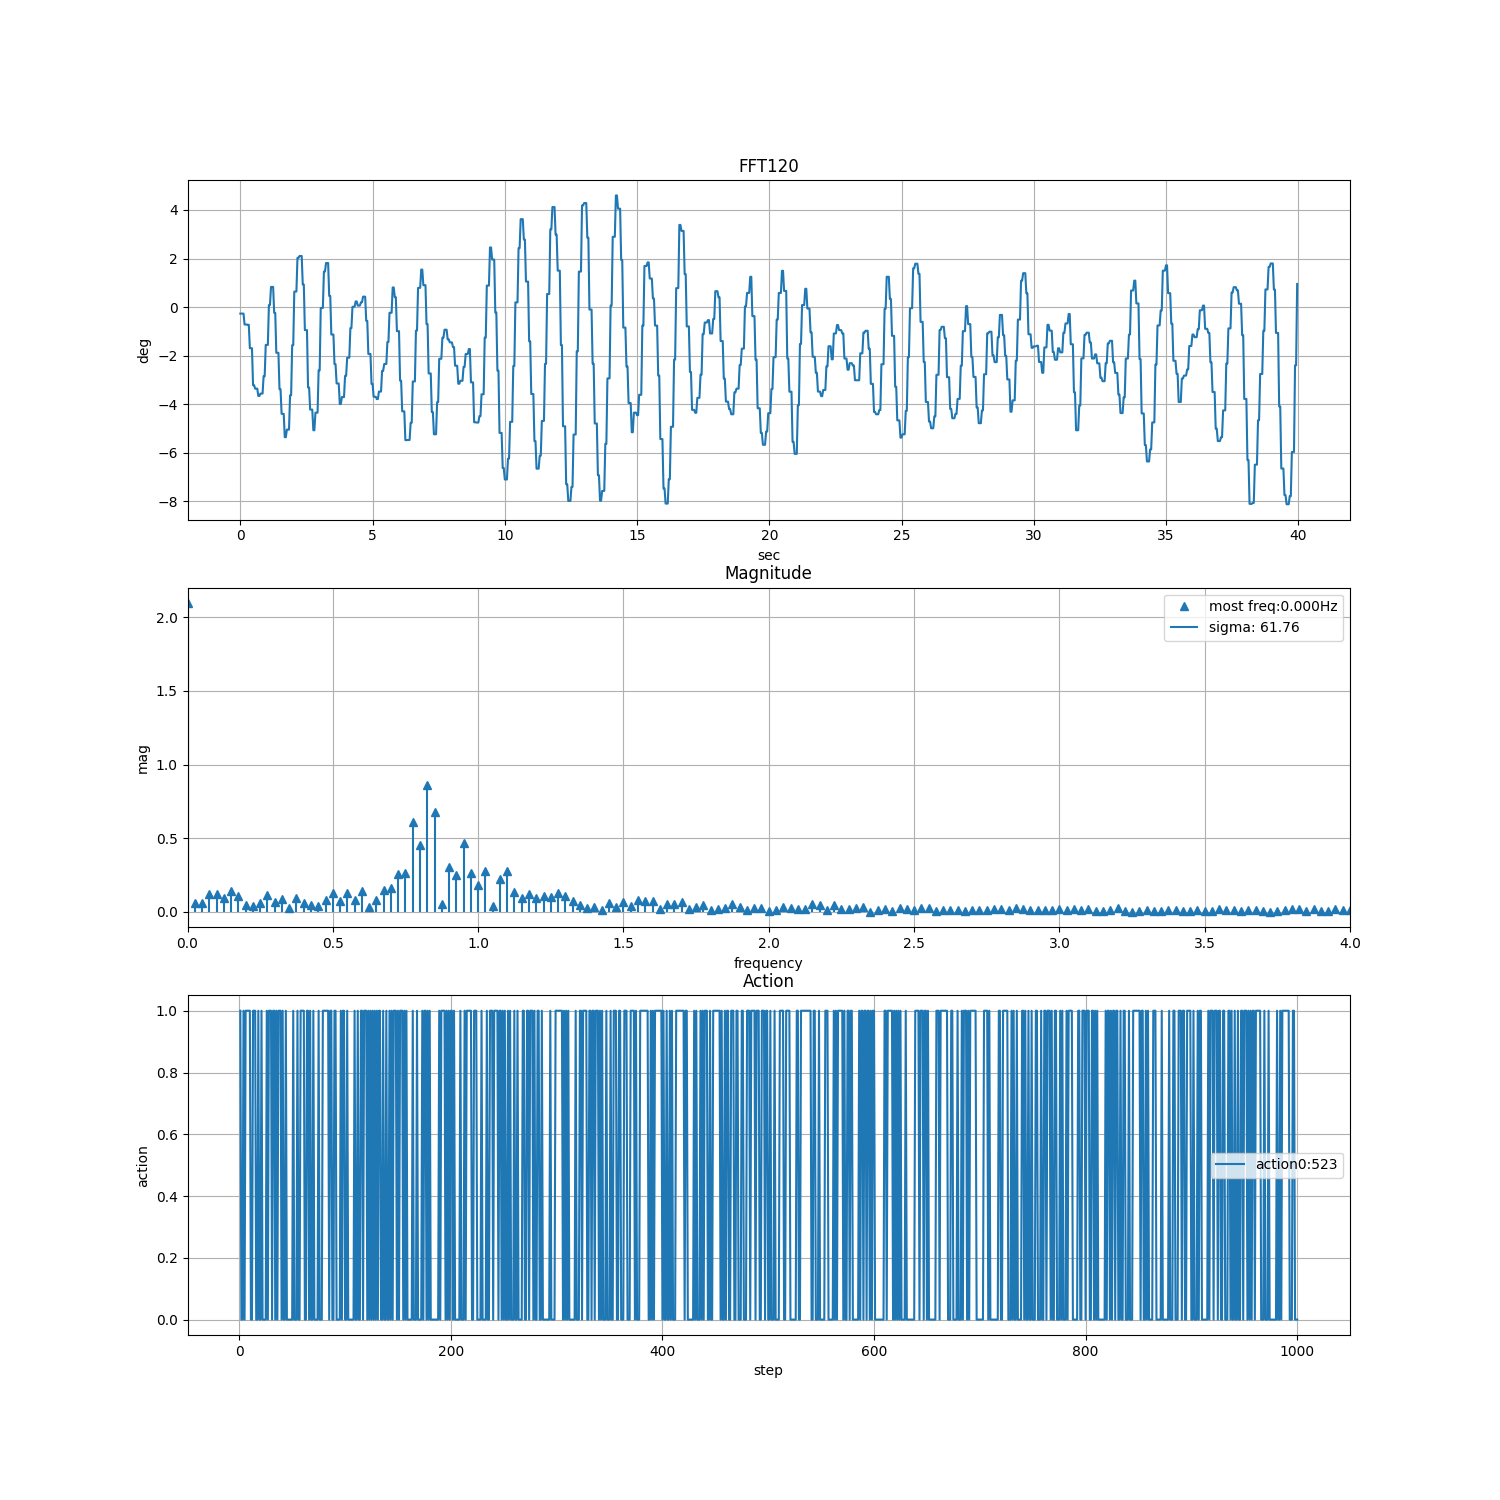 FFT120
4
2
0
−2
−4
−6
−8
deg
0 5 10 15 20 25 30 35 40
sec
Magnitude
2.0
1.5
1.0
0.5
0.0
mag
most freq:0.000Hz
sigma: 61.76
0.0 0.5 1.0 1.5 2.0 2.5 3.0 3.5 4.0
frequency
Action
1.0
0.8
0.6
0.4
0.2
0.0
action
action0:523
0 200 400 600 800 1000
step